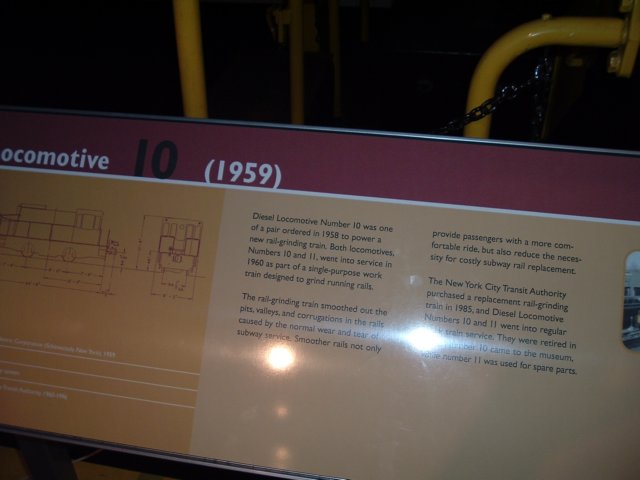 ocomotive 10 (1959)
Diesel Locomotive Number 10 was one
of a pair ordered in 1958 to power a
new rail-grinding train. Both locomotives,
Numbers 10 and 11, went into service in
1960 as part of a single-purpose work
train designed to grind running rails.
The rail-grinding train smoothed out the
pits, valleys, and corrugations in the rails
caused by the normal wear and tear of
subway service. Smoother rails not only
provide passengers with a more com-
fortable ride, but also reduce the neces-
sity for costly subway rail replacement.
The New York City Transit Authority
purchased a replacement rail-grinding
train in 1985, and Diesel Locomotive
Numbers 10 and 11 went into regular
work train service. They were retired in
number 10 came to the museum,
number 11 was used for spare parts.